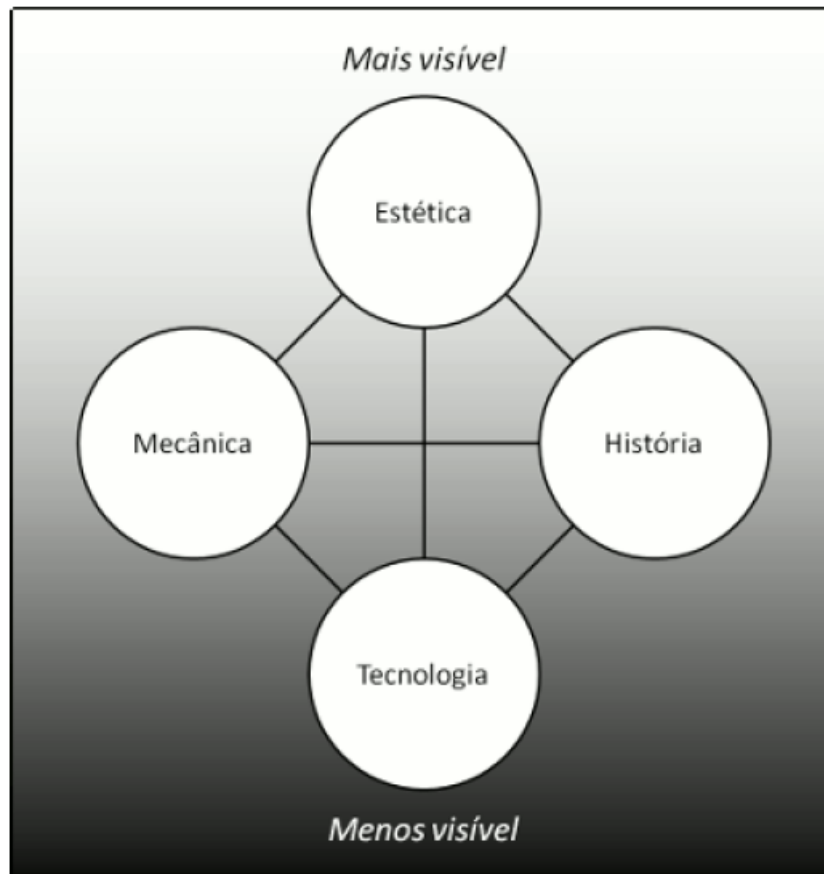 Mais visível
Estética
Mecânica
História
Tecnologia
Menos visível